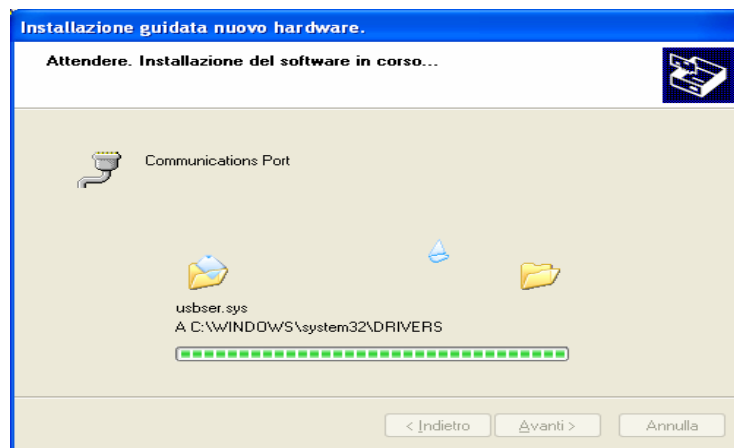 Installazione guidata nuovo hardware.
Attendere. Installazione del software in corso...
Communications Port
usbser.sys
A C:\WINDOWS\system32\DRIVERS
< Indietro
Avanti >
Annulla